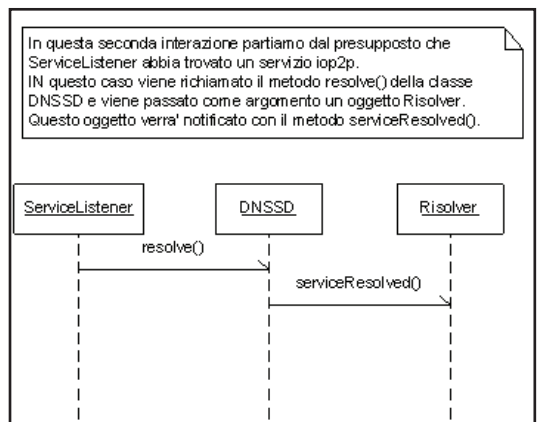 In questa seconda interazione partiamo dal presupposto che
ServiceListener abbia trovato un servizio iop2p.
IN questo caso viene richiamato il metodo resolve() della classe
DNSSD e viene passato come argomento un oggetto Risolver.
Questo oggetto verra' notificato con il metodo serviceResolved().
ServiceListener
DNSSD
Risolver
resolve()
serviceResolved()